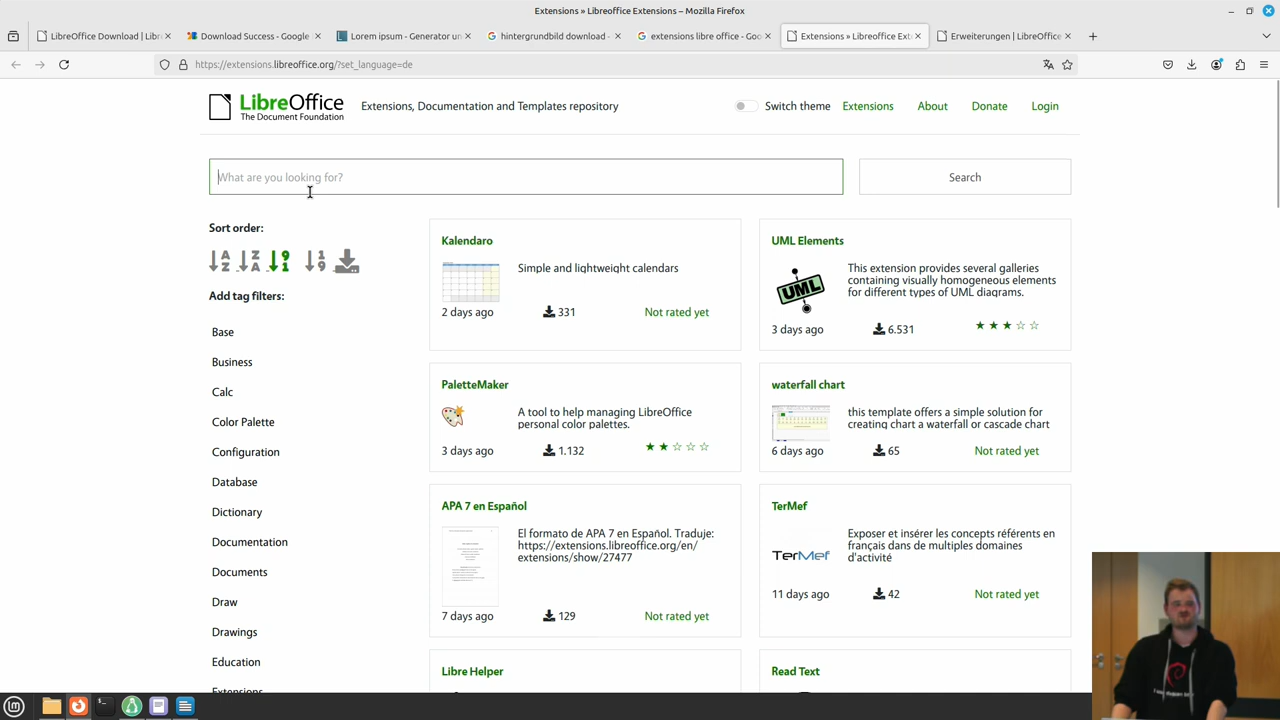 Extensions » Libreoffice Extensions – Mozilla Firefox
LibreOffice Download | Libr
Download Success - Google
Lorem ipsum - Generator un
hintergrundbild download -
extensions libre office - Goo
Extensions » Libreoffice Ext
Erweiterungen | LibreOffice
https://extensions.libreoffice.org/?set_language=de
LibreOffice
The Document Foundation
Extensions, Documentation and Templates repository
Switch theme
Extensions
About
Donate
Login
What are you looking for?
Search
Sort order:
Add tag filters:
Base
Business
Calc
Color Palette
Configuration
Database
Dictionary
Documentation
Documents
Draw
Drawings
Education
Extensions
Kalendaro
Simple and lightweight calendars
2 days ago
331
Not rated yet
UML Elements
UML
This extension provides several galleries
containing visually homogeneous elements
for different types of UML diagrams.
3 days ago
6.531
PaletteMaker
A tool to help managing LibreOffice
personal color palettes.
3 days ago
1.132
waterfall chart
this template offers a simple solution for
creating chart a waterfall or cascade chart
6 days ago
65
Not rated yet
APA 7 en Español
El formato de APA 7 en Español. Traduje:
https://extensions.libreoffice.org/en/
extensions/show/27477
7 days ago
129
Not rated yet
TerMef
TerMef
Exposer et insérer les concepts référents en
français dans de multiples domaines
d'activité
11 days ago
42
Not rated yet
Libre Helper
Read Text